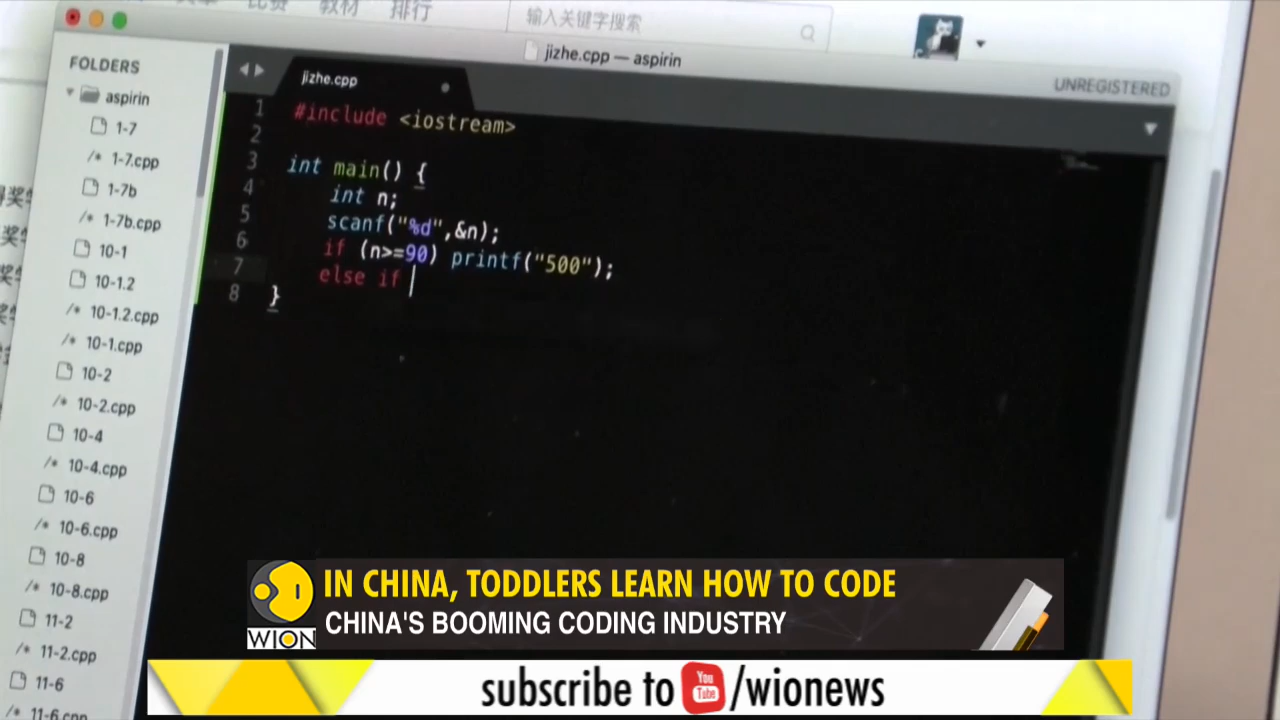 比赛 教材 排行
输入关键字搜索
jizhe.cpp — aspirin
UNREGISTERED
FOLDERS
aspirin
1-7
/* 1-7.cpp
1-7b
/* 1-7b.cpp
10-1
10-1.2
/* 10-1.2.cpp
/* 10-1.cpp
10-2
/* 10-2.cpp
10-4
/* 10-4.cpp
10-6
/* 10-6.cpp
10-8
/* 10-8.cpp
11-2
/* 11-2.cpp
11-6
11-6.cpp
jizhe.cpp
1 #include <iostream>
2
3 int main() {
4 int n;
5 scanf("%d",&n);
6 if (n>=90) printf("500");
7 else if
8 }
WION
IN CHINA, TODDLERS LEARN HOW TO CODE
CHINA'S BOOMING CODING INDUSTRY
subscribe to You Tube /wionews